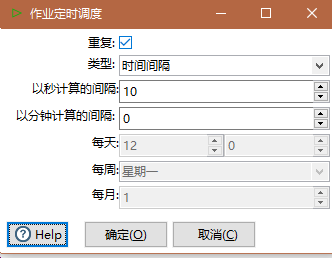 作业定时调度
重复:
类型: 时间间隔
以秒计算的间隔: 10
以分钟计算的间隔: 0
每天: 12 0
每周: 星期一
每月: 1
Help 确定(O) 取消(C)